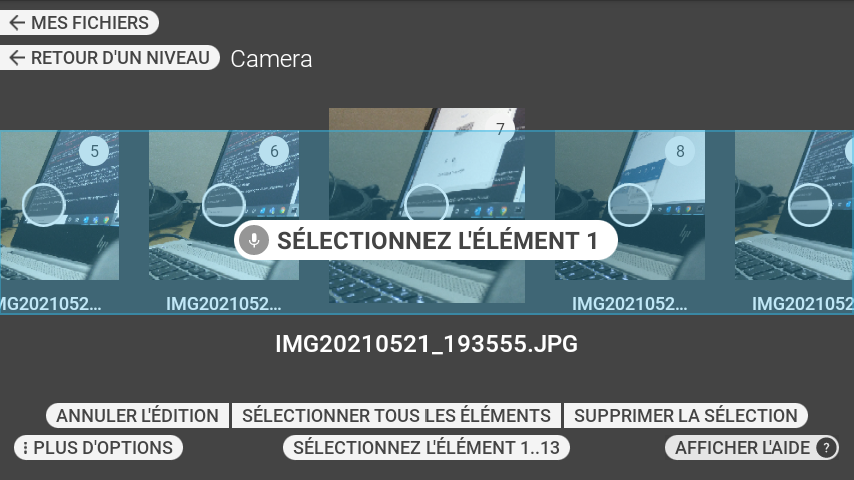 MES FICHIERS
RETOUR D'UN NIVEAU
Camera
5
6
7
8
SÉLECTIONNEZ L'ÉLÉMENT 1
MG2021052...
IMG2021052...
IMG2021052...
IMG2021052
IMG20210521_193555.JPG
ANNULER L'ÉDITION
SÉLECTIONNER TOUS LES ÉLÉMENTS
SUPPRIMER LA SÉLECTION
PLUS D'OPTIONS
SÉLECTIONNEZ L'ÉLÉMENT 1..13
AFFICHER L'AIDE ?